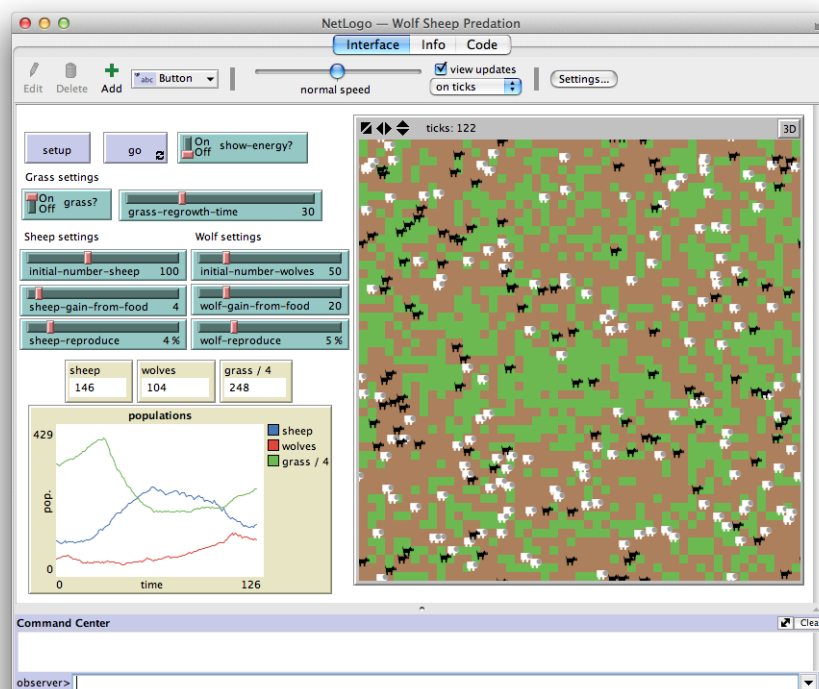 NetLogo — Wolf Sheep Predation
Interface Info Code
Edit Delete Add abc Button normal speed view updates on ticks Settings...
setup go On Off show-energy? ticks: 122 3D
Grass settings
On Off grass? grass-regrowth-time 30
Sheep settings Wolf settings
initial-number-sheep 100 initial-number-wolves 50
sheep-gain-from-food 4 wolf-gain-from-food 20
sheep-reproduce 4 % wolf-reproduce 5 %
sheep wolves grass / 4
146 104 248
populations
429
pop.
0
0 time 126
sheep
wolves
grass / 4
Command Center
Clea
observer>